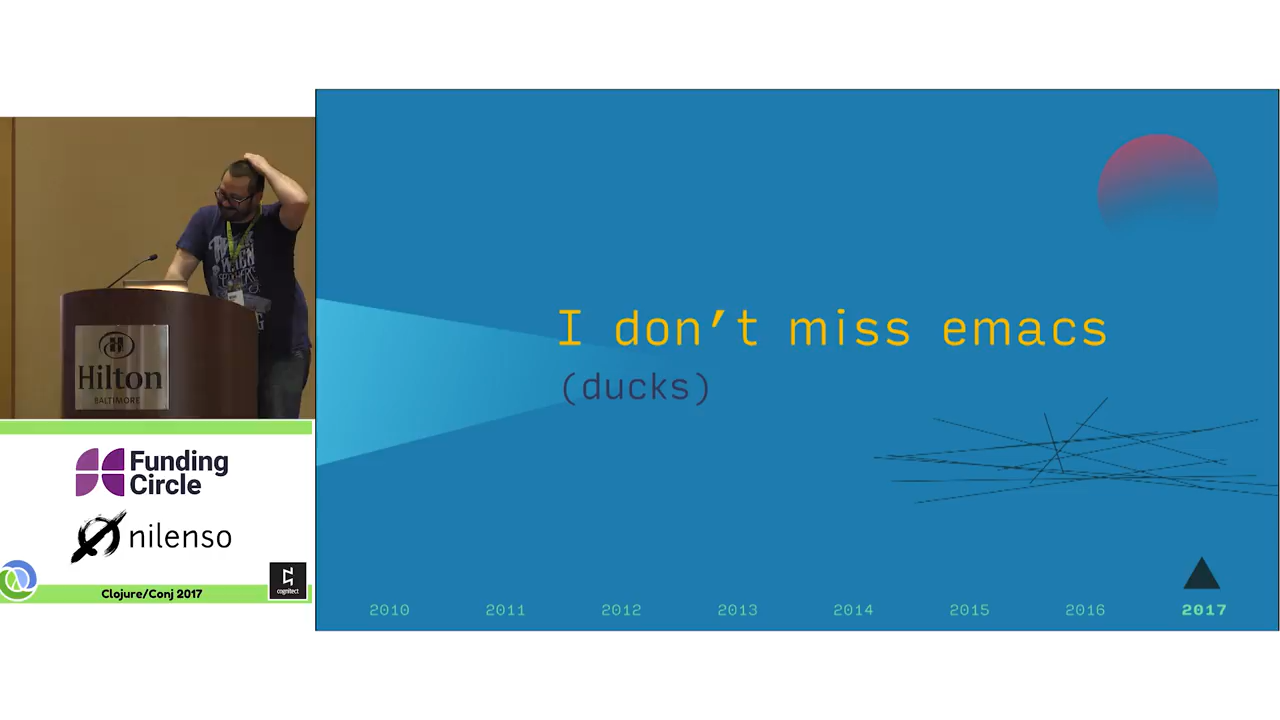 I don’t miss emacs
(ducks)
2010 2011 2012 2013 2014 2015 2016 2017
Hilton
BALTIMORE
Funding
Circle
nilenso
Clojure/Conj 2017
cognitect